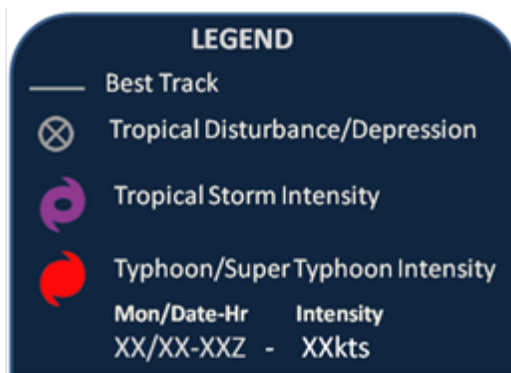 LEGEND
Best Track
Tropical Disturbance/Depression
Tropical Storm Intensity
Typhoon/Super Typhoon Intensity
Mon/Date-Hr Intensity
XX/XX-XXZ - XXkts